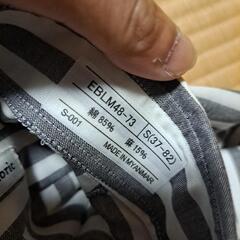 EBLM48-73
S(37-82)
S-001
綿 85%
麻 15%
MADE IN MYANMAR